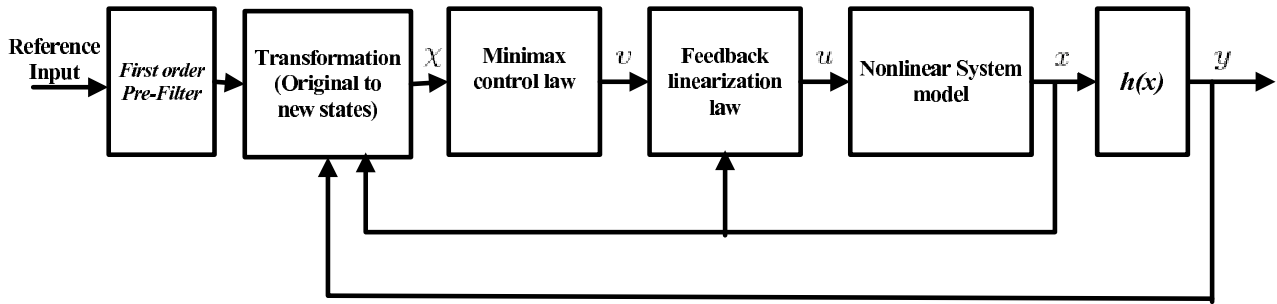 Reference
Input
First order
Pre-Filter
Transformation
(Original to
new states)
χ
Minimax
control law
υ
Feedback
linearization
law
u
Nonlinear System
model
x
h(x)
y